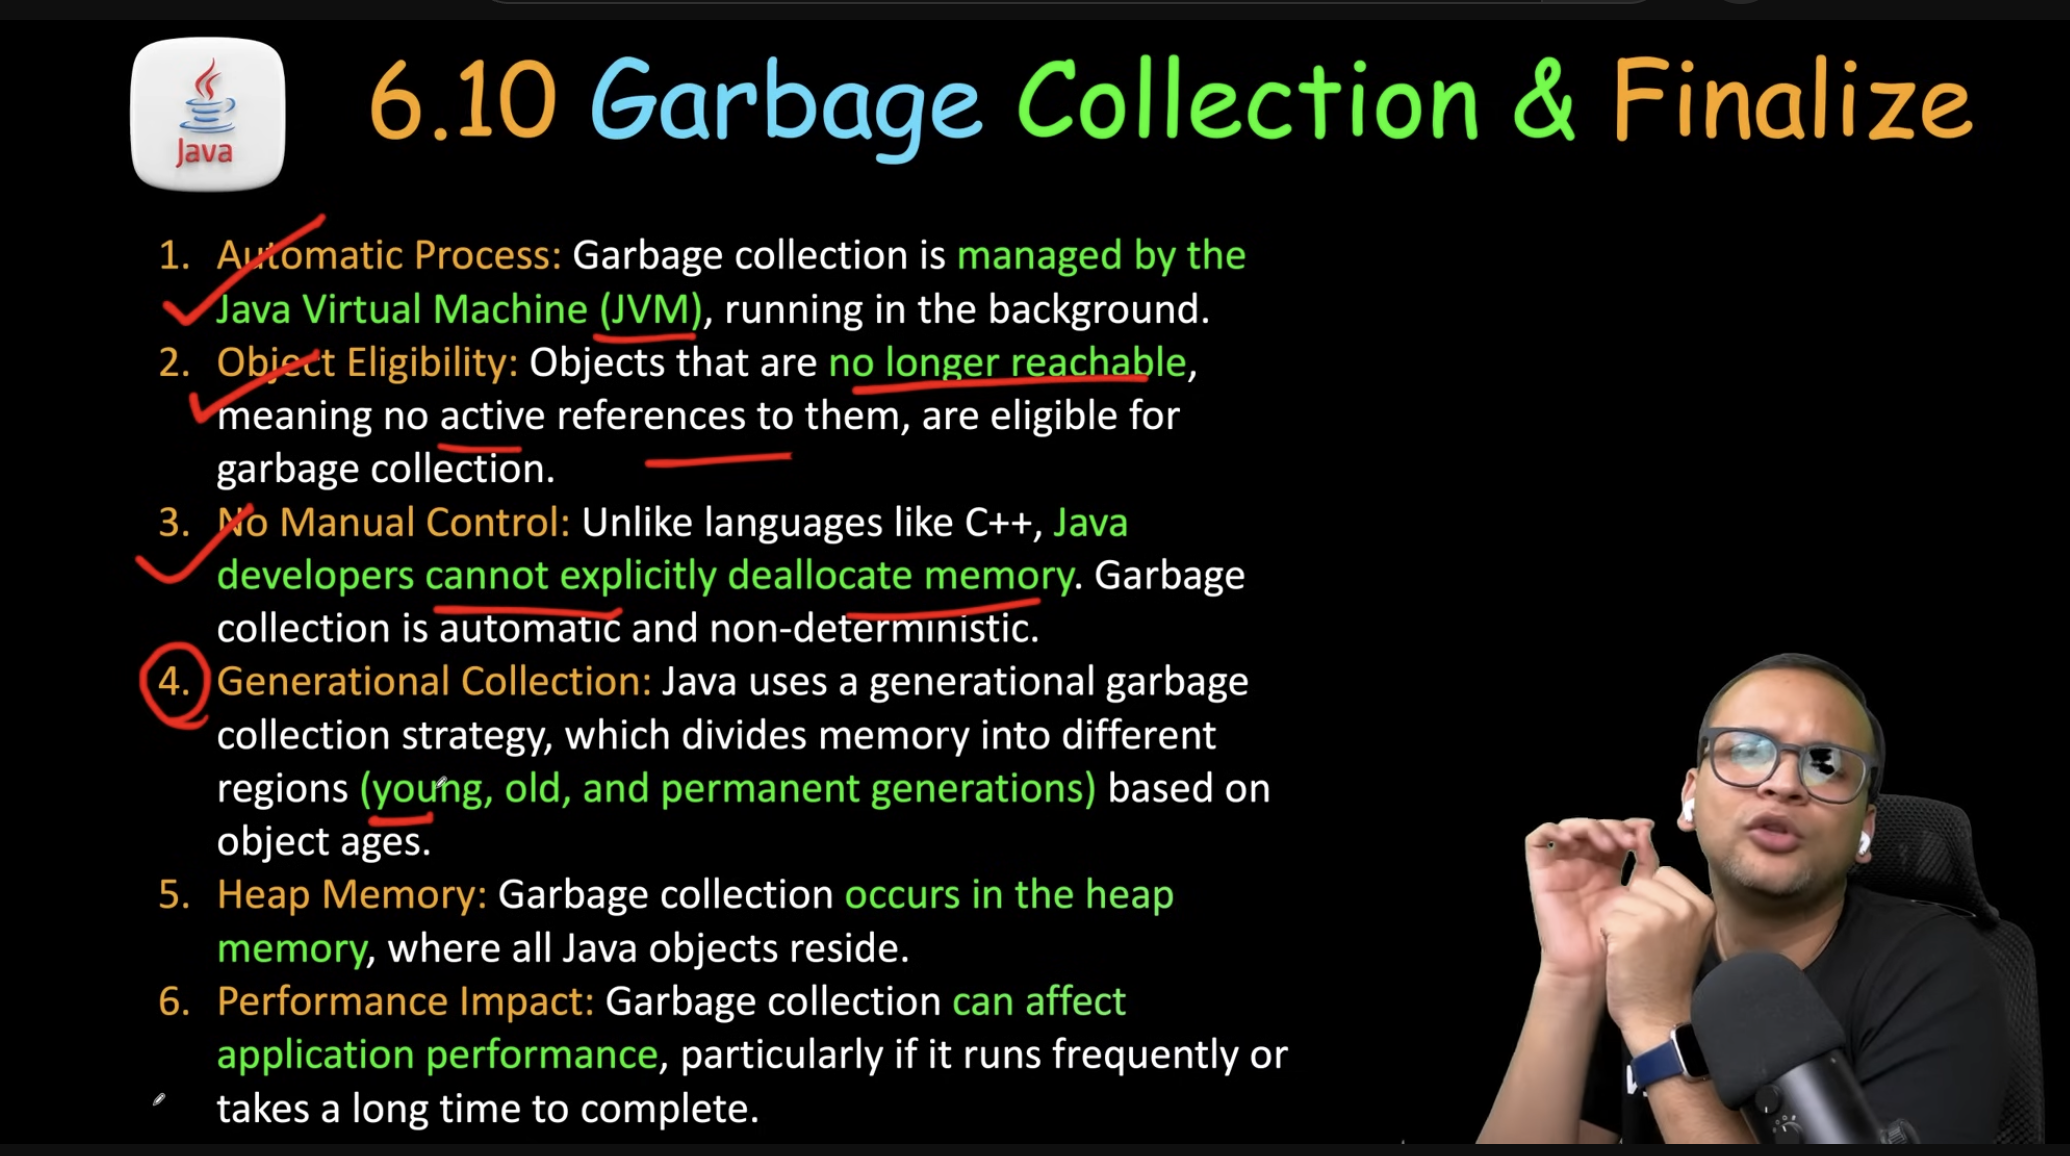 Java
6.10 Garbage Collection & Finalize
1. Automatic Process: Garbage collection is managed by the
Java Virtual Machine (JVM), running in the background.
2. Object Eligibility: Objects that are no longer reachable,
meaning no active references to them, are eligible for
garbage collection.
3. No Manual Control: Unlike languages like C++, Java
developers cannot explicitly deallocate memory. Garbage
collection is automatic and non-deterministic.
4. Generational Collection: Java uses a generational garbage
collection strategy, which divides memory into different
regions (young, old, and permanent generations) based on
object ages.
5. Heap Memory: Garbage collection occurs in the heap
memory, where all Java objects reside.
6. Performance Impact: Garbage collection can affect
application performance, particularly if it runs frequently or
takes a long time to complete.